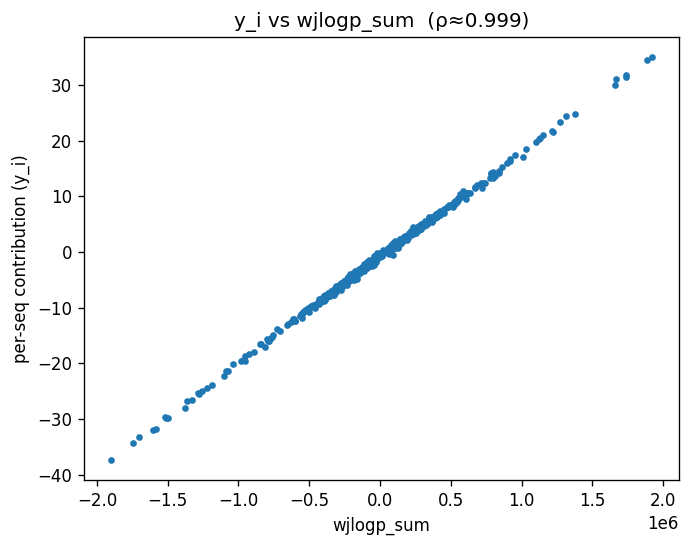 y_i vs wjlogp_sum (ρ≈0.999)
per-seq contribution (y_i)
30
20
10
0
−10
−20
−30
−40
−2.0 −1.5 −1.0 −0.5 0.0 0.5 1.0 1.5 2.0
1e6
wjlogp_sum